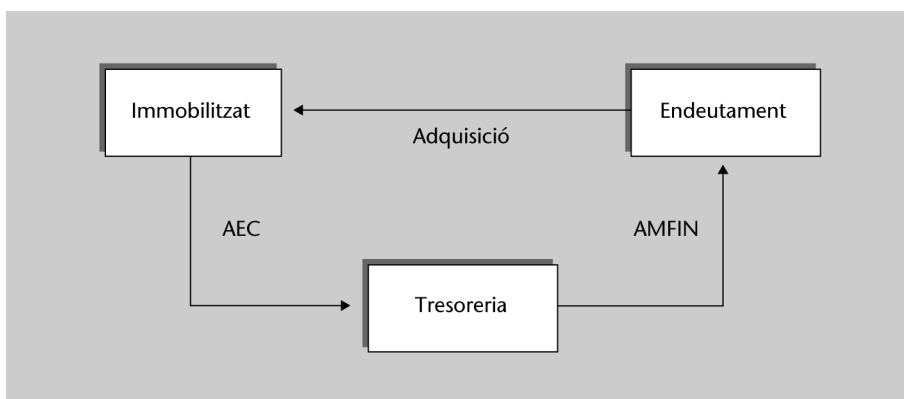 Immobilitzat
Endeutament
Adquisició
AEC
AMFIN
Tresoreria